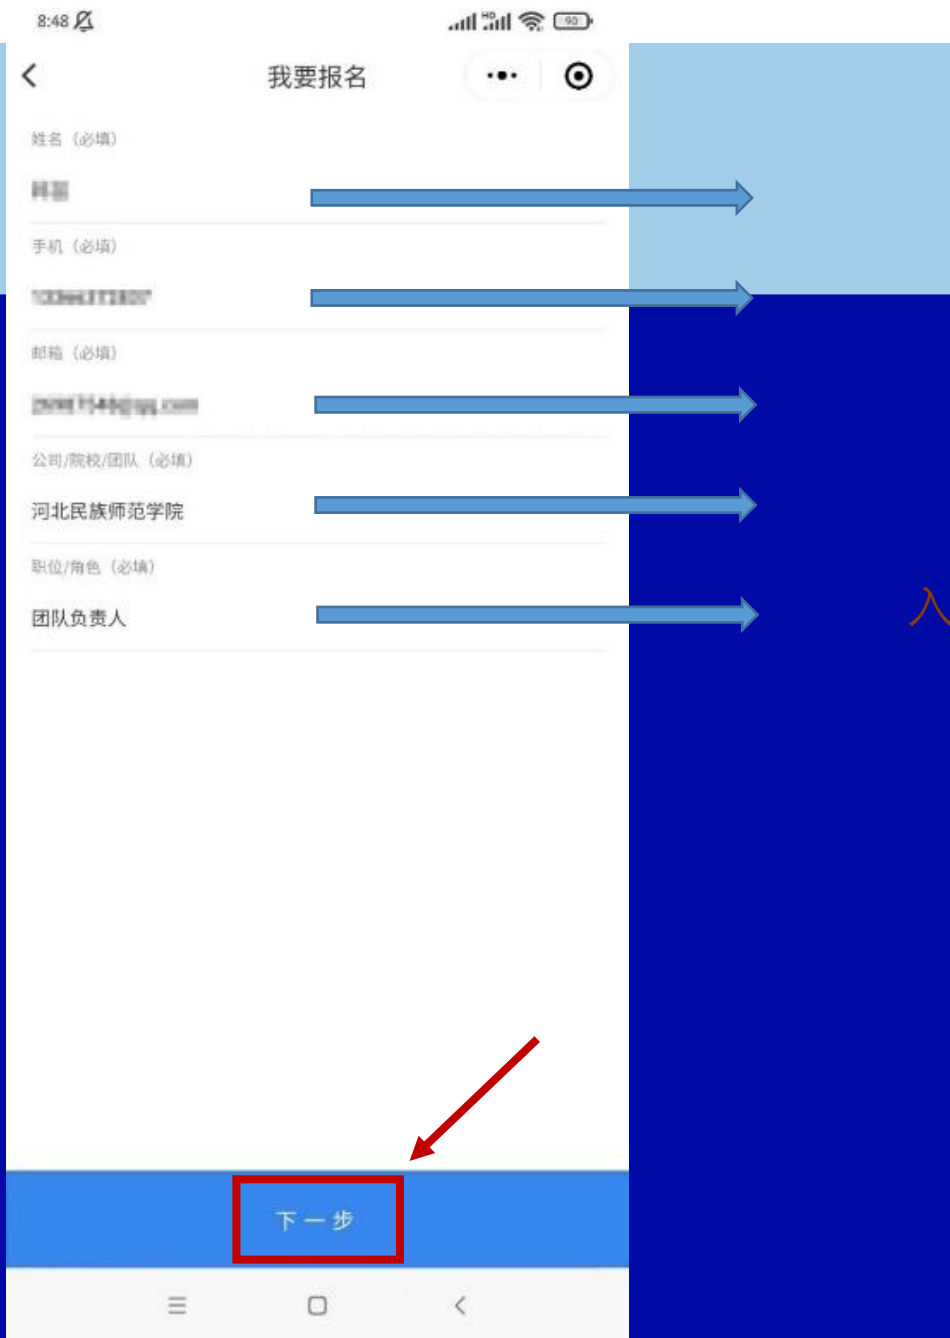 8:48
HD
90
我要报名
姓名（必填）
手机（必填）
邮箱（必填）
公司/院校/团队（必填）
河北民族师范学院
职位/角色（必填）
团队负责人
入
下一步